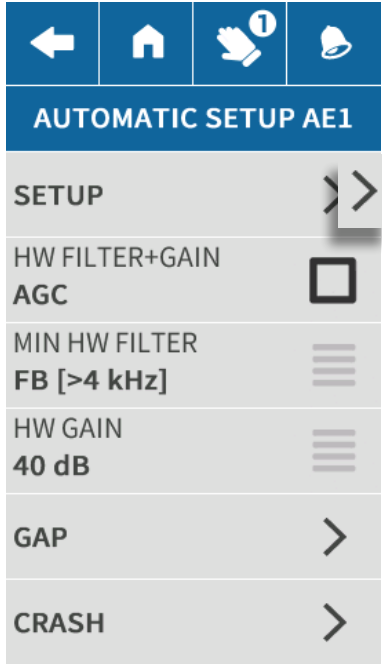 1
AUTOMATIC SETUP AE1
SETUP
HW FILTER+GAIN
AGC
MIN HW FILTER
FB [>4 kHz]
HW GAIN
40 dB
GAP
CRASH